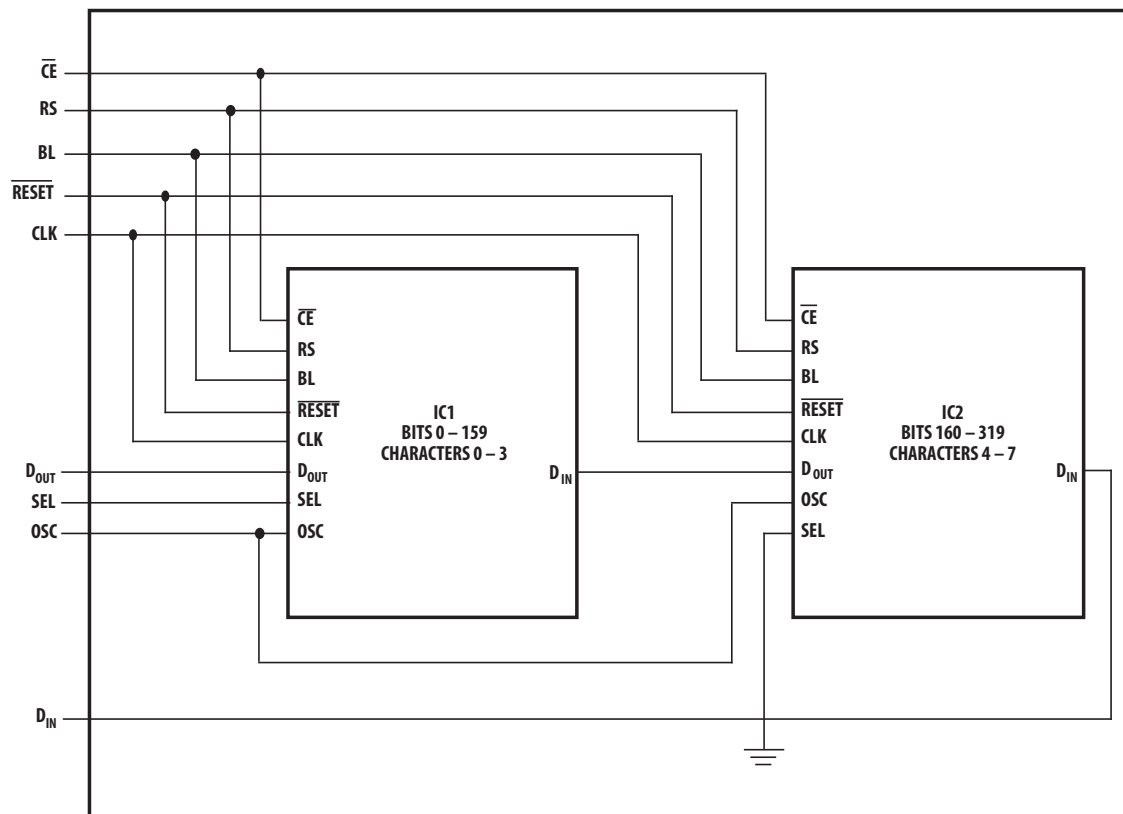 CE
RS
BL
RESET
CLK
DOUT
SEL
OSC
DIN
CE
RS
BL
RESET
CLK
DOUT
SEL
OSC
IC1
BITS 0 – 159
CHARACTERS 0 – 3
DIN
CE
RS
BL
RESET
CLK
DOUT
OSC
SEL
IC2
BITS 160 – 319
CHARACTERS 4 – 7
DIN